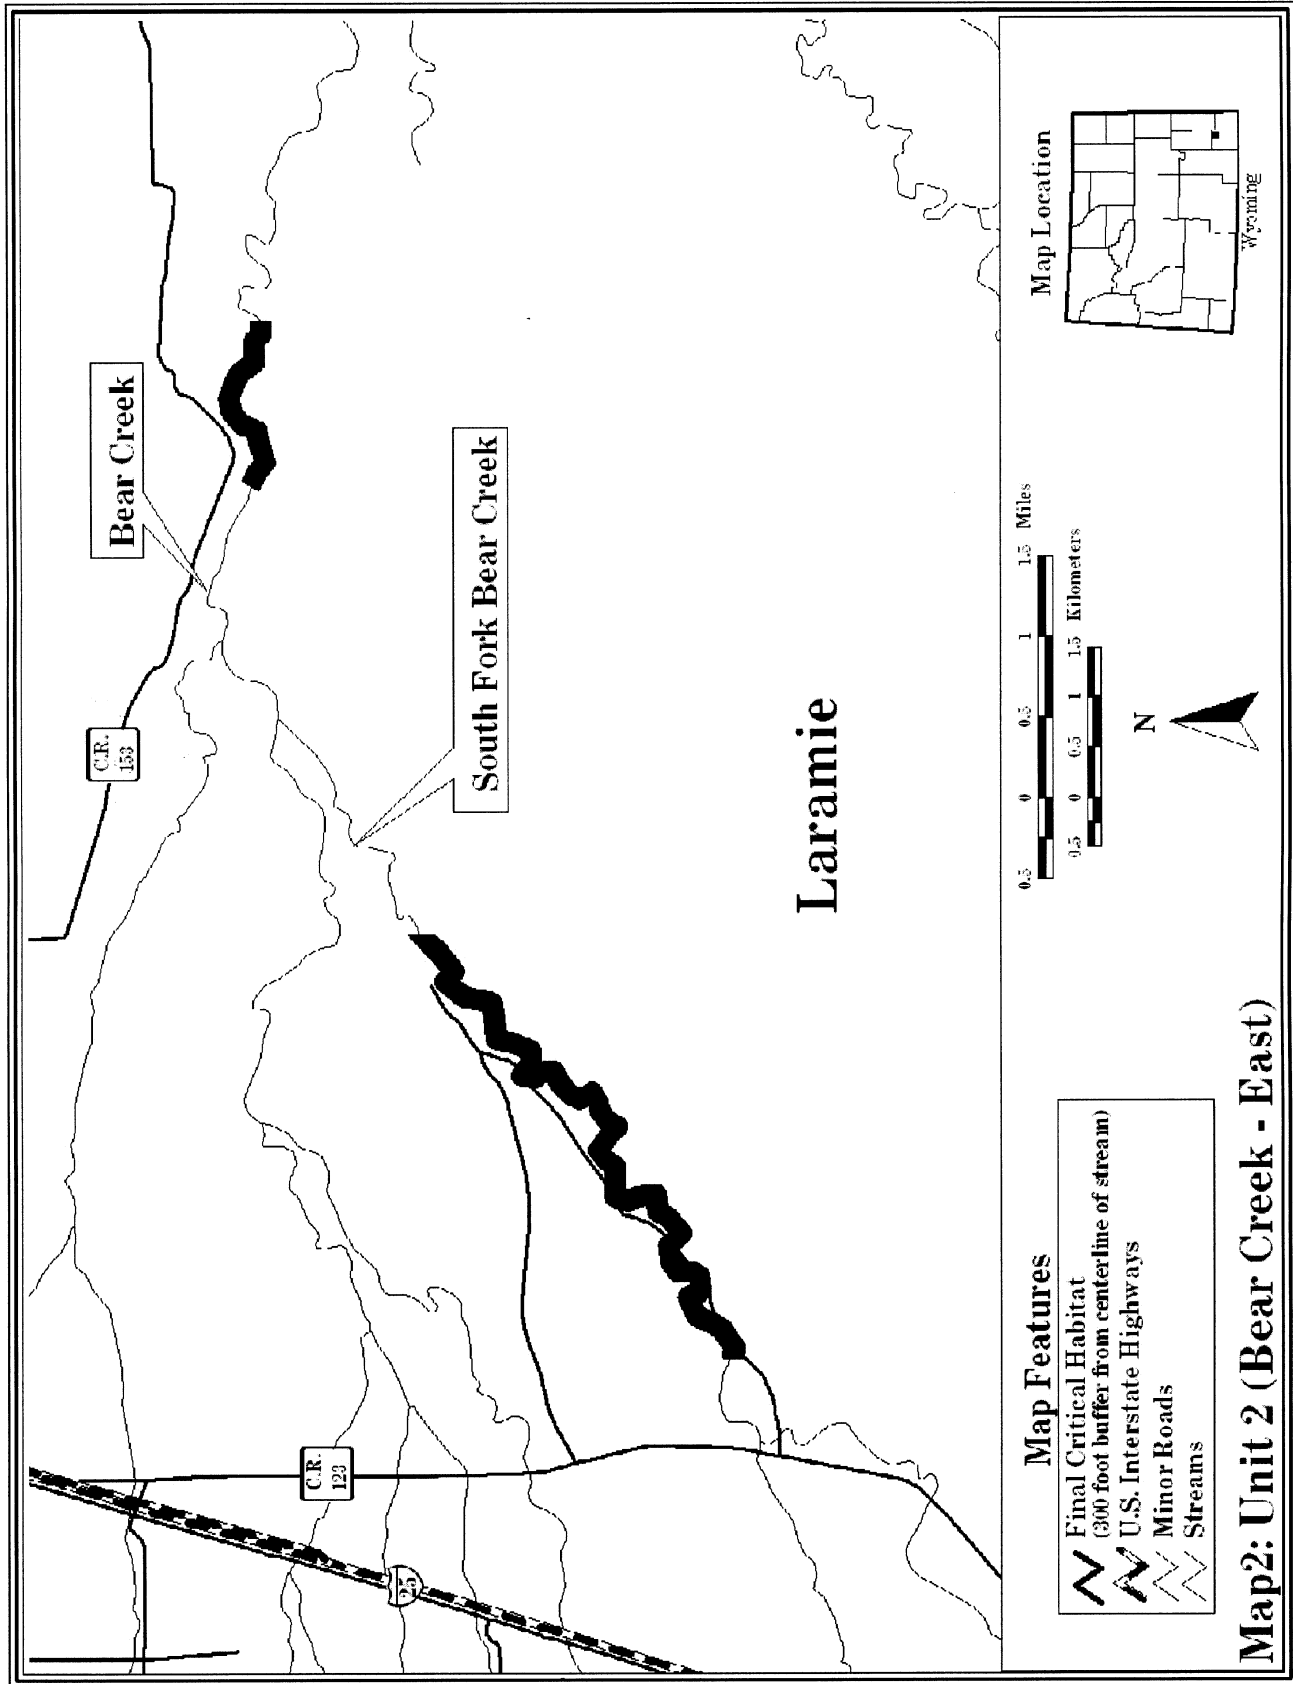 Bear Creek
C.R.
153
South Fork Bear Creek
Laramie
C.R.
123
25
Map Features
Final Critical Habitat
(300 foot buffer from centerline of stream)
U.S. Interstate Highways
Minor Roads
Streams
0.5 0 0.5 1 1.5 Miles
0.5 0 0.5 1 1.5 Kilometers
N
Map Location
Wyoming
Map2: Unit 2 (Bear Creek - East)